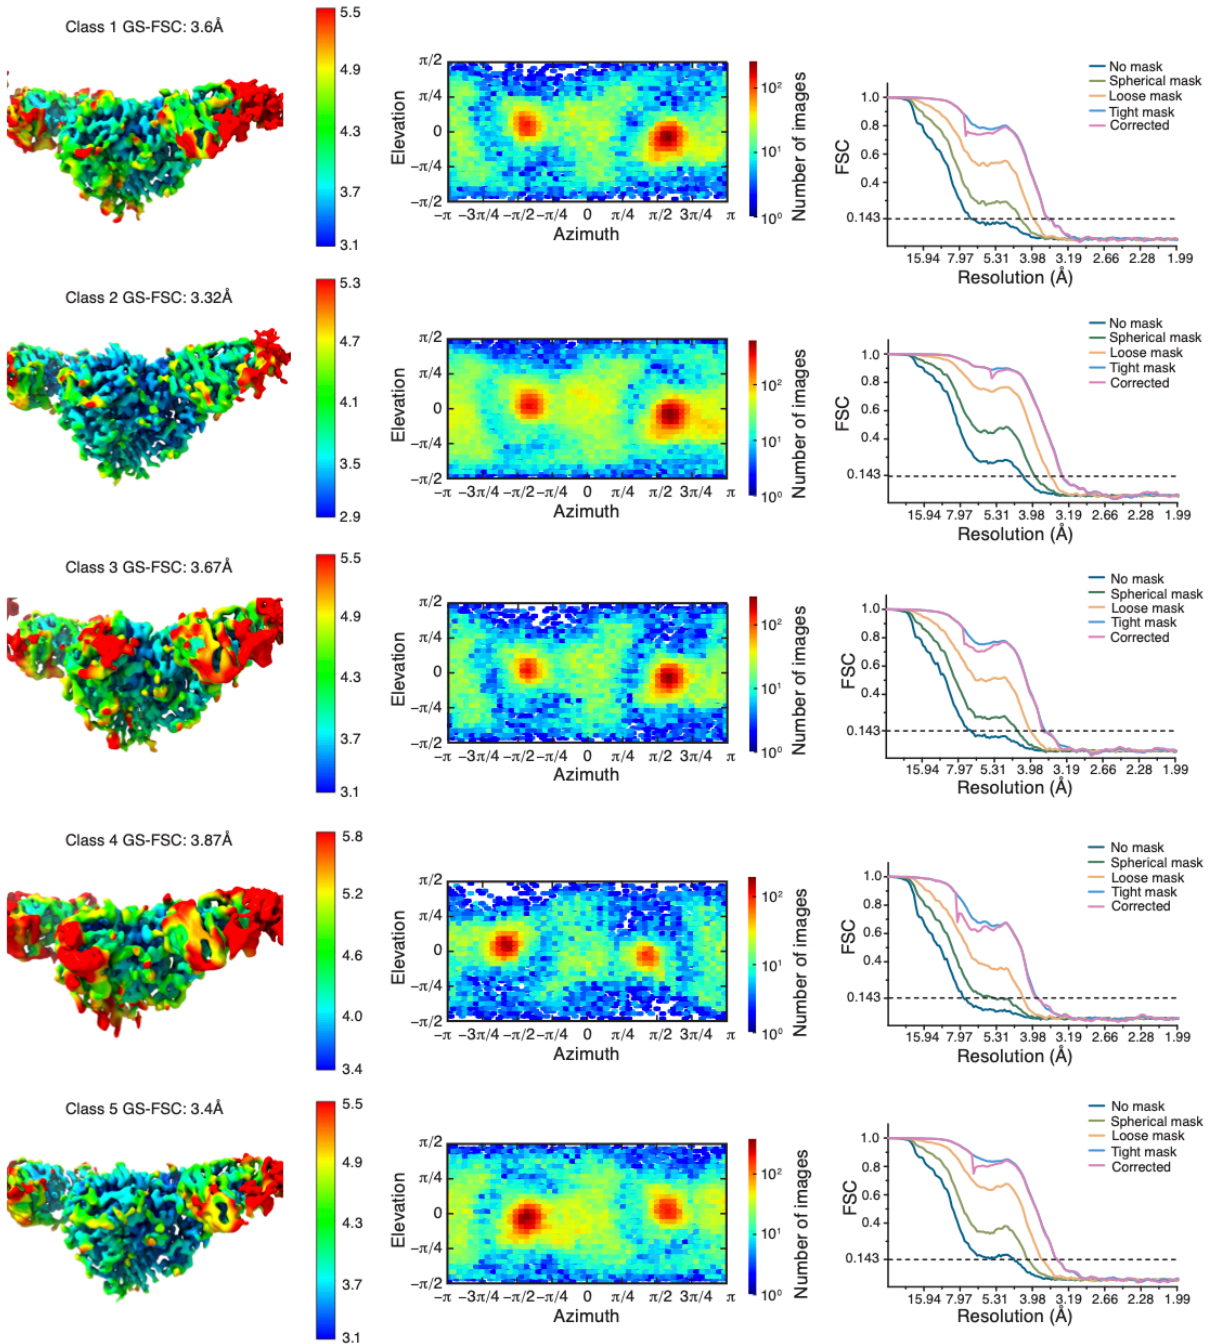 Class 1 GS-FSC: 3.6Å
5.5
4.9
4.3
3.7
3.1
Elevation
π/2
π/4
0
−π/4
−π/2
−π −3π/4 −π/2 −π/4 0 π/4 π/2 3π/4 π
Azimuth
10²
10¹
10⁰
Number of images
No mask
Spherical mask
Loose mask
Tight mask
Corrected
FSC
1.0
0.8
0.6
0.4
0.143
15.94 7.97 5.31 3.98 3.19 2.66 2.28 1.99
Resolution (Å)
Class 2 GS-FSC: 3.32Å
5.3
4.7
4.1
3.5
2.9
Elevation
π/2
π/4
0
−π/4
−π/2
−π −3π/4 −π/2 −π/4 0 π/4 π/2 3π/4 π
Azimuth
10²
10¹
10⁰
Number of images
No mask
Spherical mask
Loose mask
Tight mask
Corrected
FSC
1.0
0.8
0.6
0.4
0.143
15.94 7.97 5.31 3.98 3.19 2.66 2.28 1.99
Resolution (Å)
Class 3 GS-FSC: 3.67Å
5.5
4.9
4.3
3.7
3.1
Elevation
π/2
π/4
0
−π/4
−π/2
−π −3π/4 −π/2 −π/4 0 π/4 π/2 3π/4 π
Azimuth
10²
10¹
10⁰
Number of images
No mask
Spherical mask
Loose mask
Tight mask
Corrected
FSC
1.0
0.8
0.6
0.4
0.143
15.94 7.97 5.31 3.98 3.19 2.66 2.28 1.99
Resolution (Å)
Class 4 GS-FSC: 3.87Å
5.8
5.2
4.6
4.0
3.4
Elevation
π/2
π/4
0
−π/4
−π/2
−π −3π/4 −π/2 −π/4 0 π/4 π/2 3π/4 π
Azimuth
10²
10¹
10⁰
Number of images
No mask
Spherical mask
Loose mask
Tight mask
Corrected
FSC
1.0
0.8
0.6
0.4
0.143
15.94 7.97 5.31 3.98 3.19 2.66 2.28 1.99
Resolution (Å)
Class 5 GS-FSC: 3.4Å
5.5
4.9
4.3
3.7
3.1
Elevation
π/2
π/4
0
−π/4
−π/2
−π −3π/4 −π/2 −π/4 0 π/4 π/2 3π/4 π
Azimuth
10²
10¹
10⁰
Number of images
No mask
Spherical mask
Loose mask
Tight mask
Corrected
FSC
1.0
0.8
0.6
0.4
0.143
15.94 7.97 5.31 3.98 3.19 2.66 2.28 1.99
Resolution (Å)